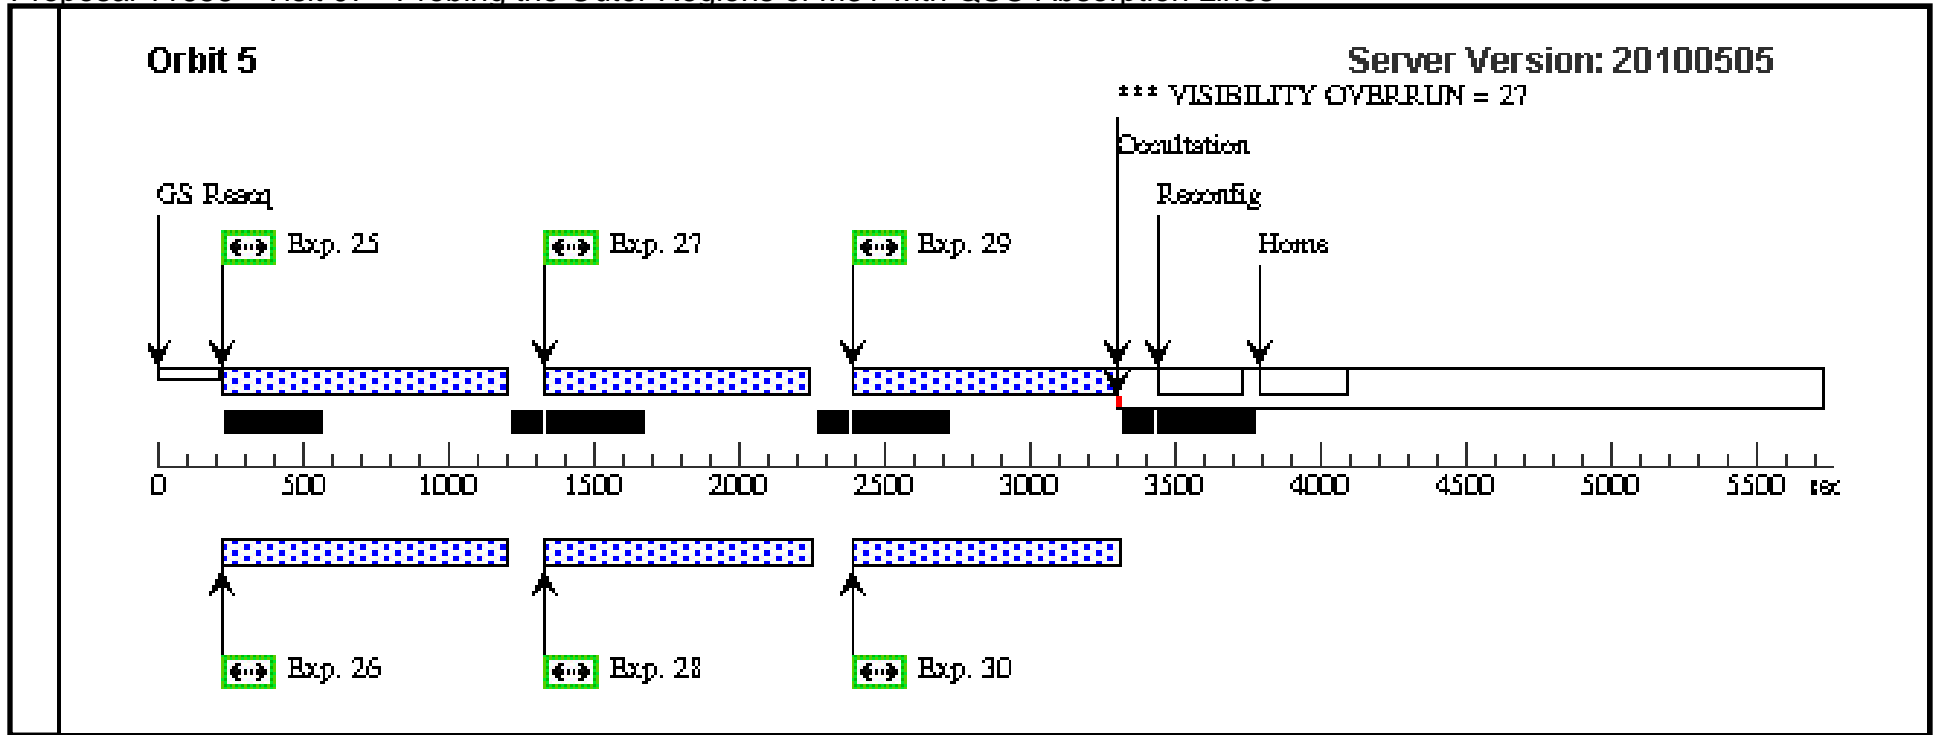 Orbit 5
Server Version: 20100505
*** VISIBILITY OVERRUN = 27
Occultation
GS Reacq
Reconfig
Exp. 25
Exp. 27
Exp. 29
Home
0 500 1000 1500 2000 2500 3000 3500 4000 4500 5000 5500 sec
Exp. 26
Exp. 28
Exp. 30